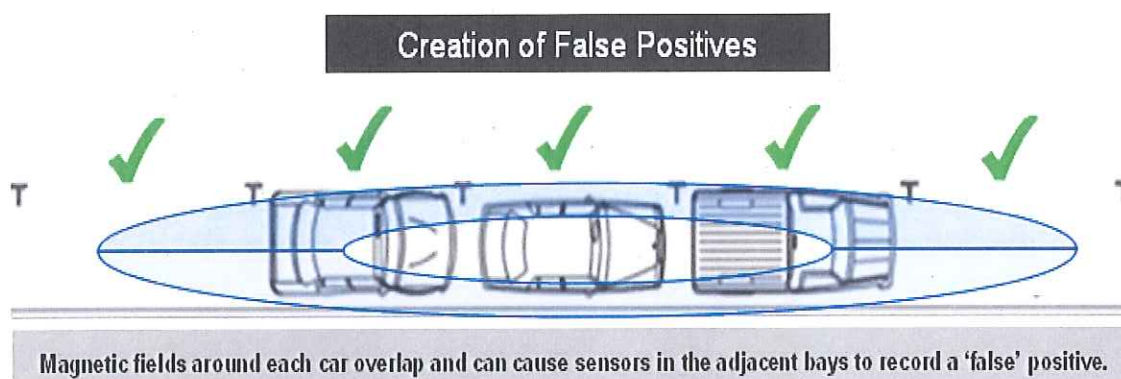 Creation of False Positives
T T T T T T
Magnetic fields around each car overlap and can cause sensors in the adjacent bays to record a 'false' positive.